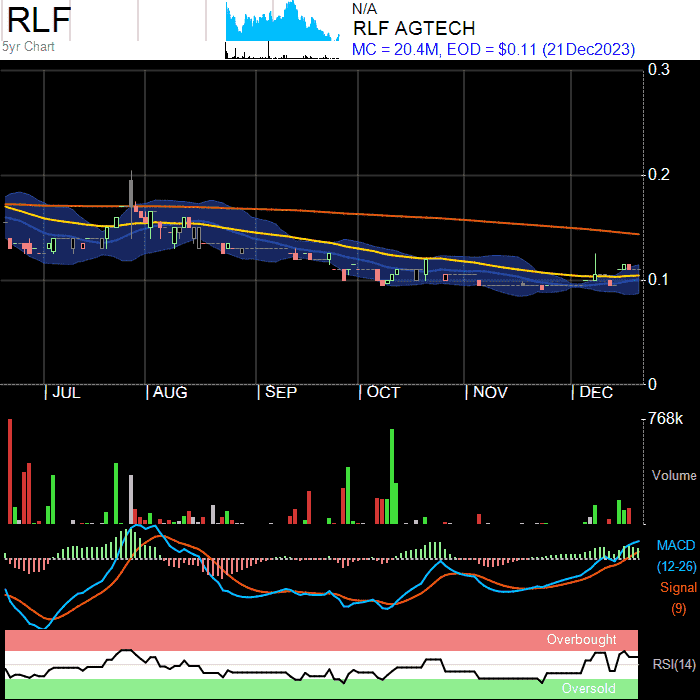 RLF
5yr Chart
N/A
RLF AGTECH
MC = 20.4M, EOD = $0.11 (21Dec2023)
0.3
0.2
0.1
0
JUL
AUG
SEP
OCT
NOV
DEC
768k
Volume
MACD
(12-26)
Signal
(9)
Overbought
RSI(14)
Oversold